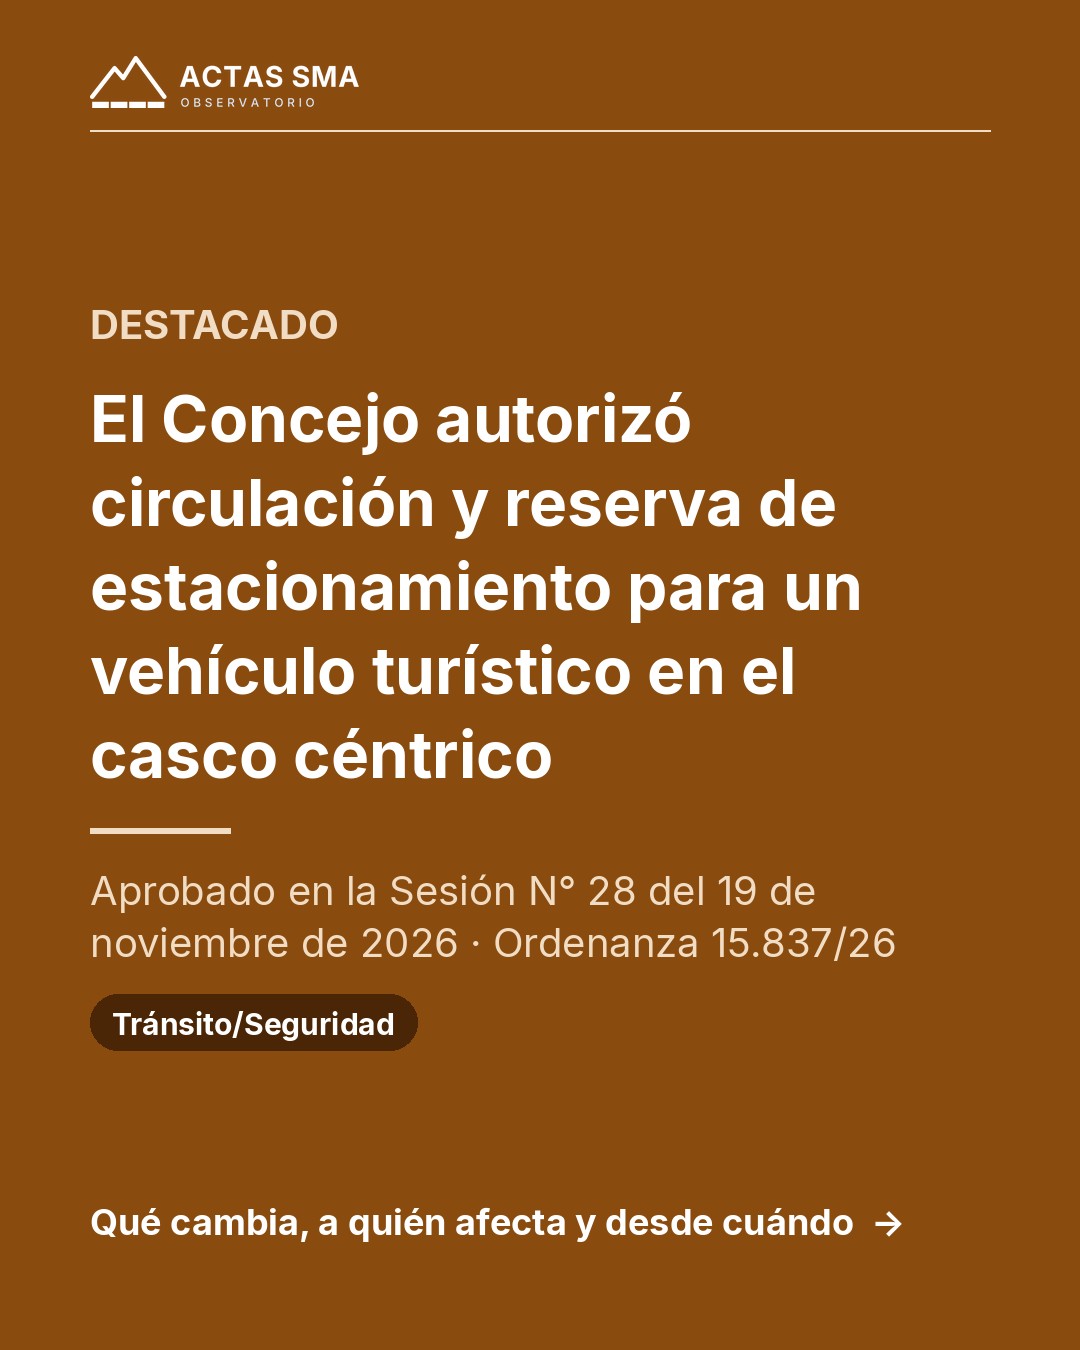 ACTAS SMA
OBSERVATORIO
DESTACADO
El Concejo autorizó
circulación y reserva de
estacionamiento para un
vehículo turístico en el
casco céntrico
Aprobado en la Sesión N° 28 del 19 de
noviembre de 2026 · Ordenanza 15.837/26
Tránsito/Seguridad
Qué cambia, a quién afecta y desde cuándo →